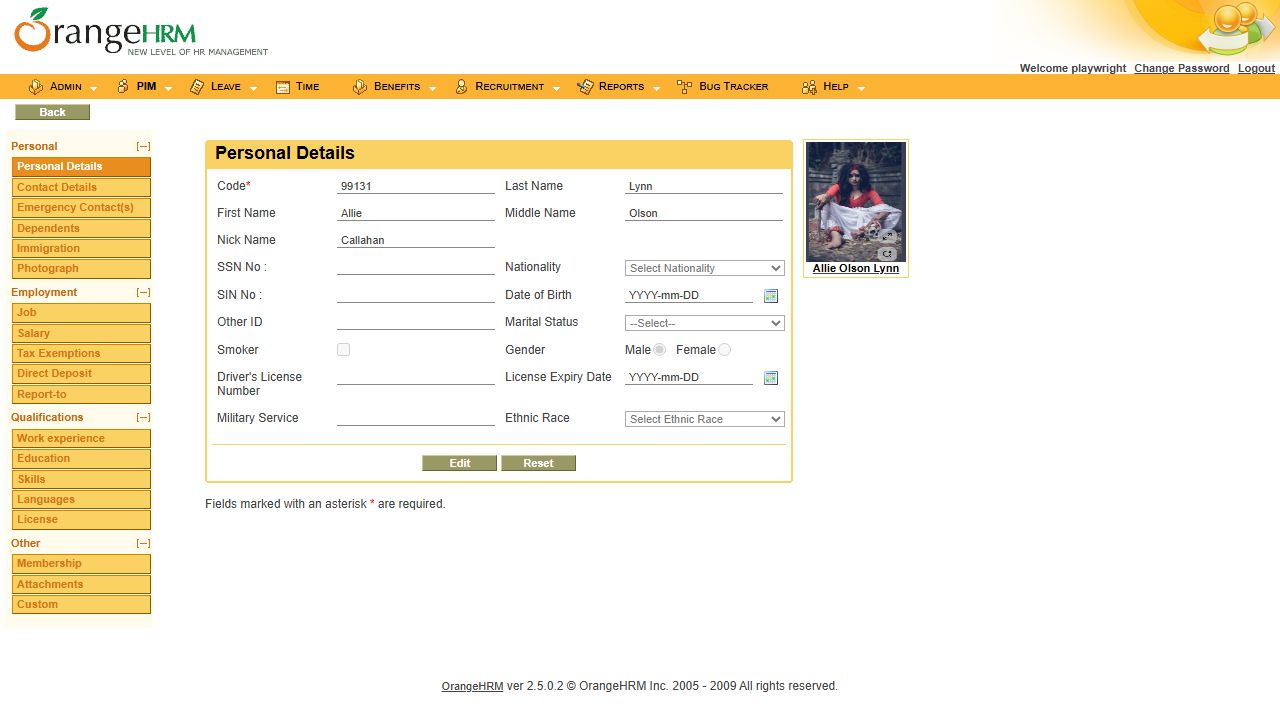 OrangeHRM
NEW LEVEL OF HR MANAGEMENT
Welcome playwright Change Password Logout
ADMIN PIM LEAVE TIME BENEFITS RECRUITMENT REPORTS BUG TRACKER HELP
Back
Personal [—]
Personal Details
Contact Details
Emergency Contact(s)
Dependents
Immigration
Photograph
Employment [—]
Job
Salary
Tax Exemptions
Direct Deposit
Report-to
Qualifications [—]
Work experience
Education
Skills
Languages
License
Other [—]
Membership
Attachments
Custom
Personal Details
Code* 99131 Last Name Lynn
First Name Allie Middle Name Olson
Nick Name Callahan
SSN No : Nationality Select Nationality
SIN No : Date of Birth YYYY-mm-DD
Other ID Marital Status --Select--
Smoker Gender Male Female
Driver's License Number License Expiry Date YYYY-mm-DD
Military Service Ethnic Race Select Ethnic Race
Edit Reset
Fields marked with an asterisk * are required.
Allie Olson Lynn
OrangeHRM ver 2.5.0.2 © OrangeHRM Inc. 2005 - 2009 All rights reserved.